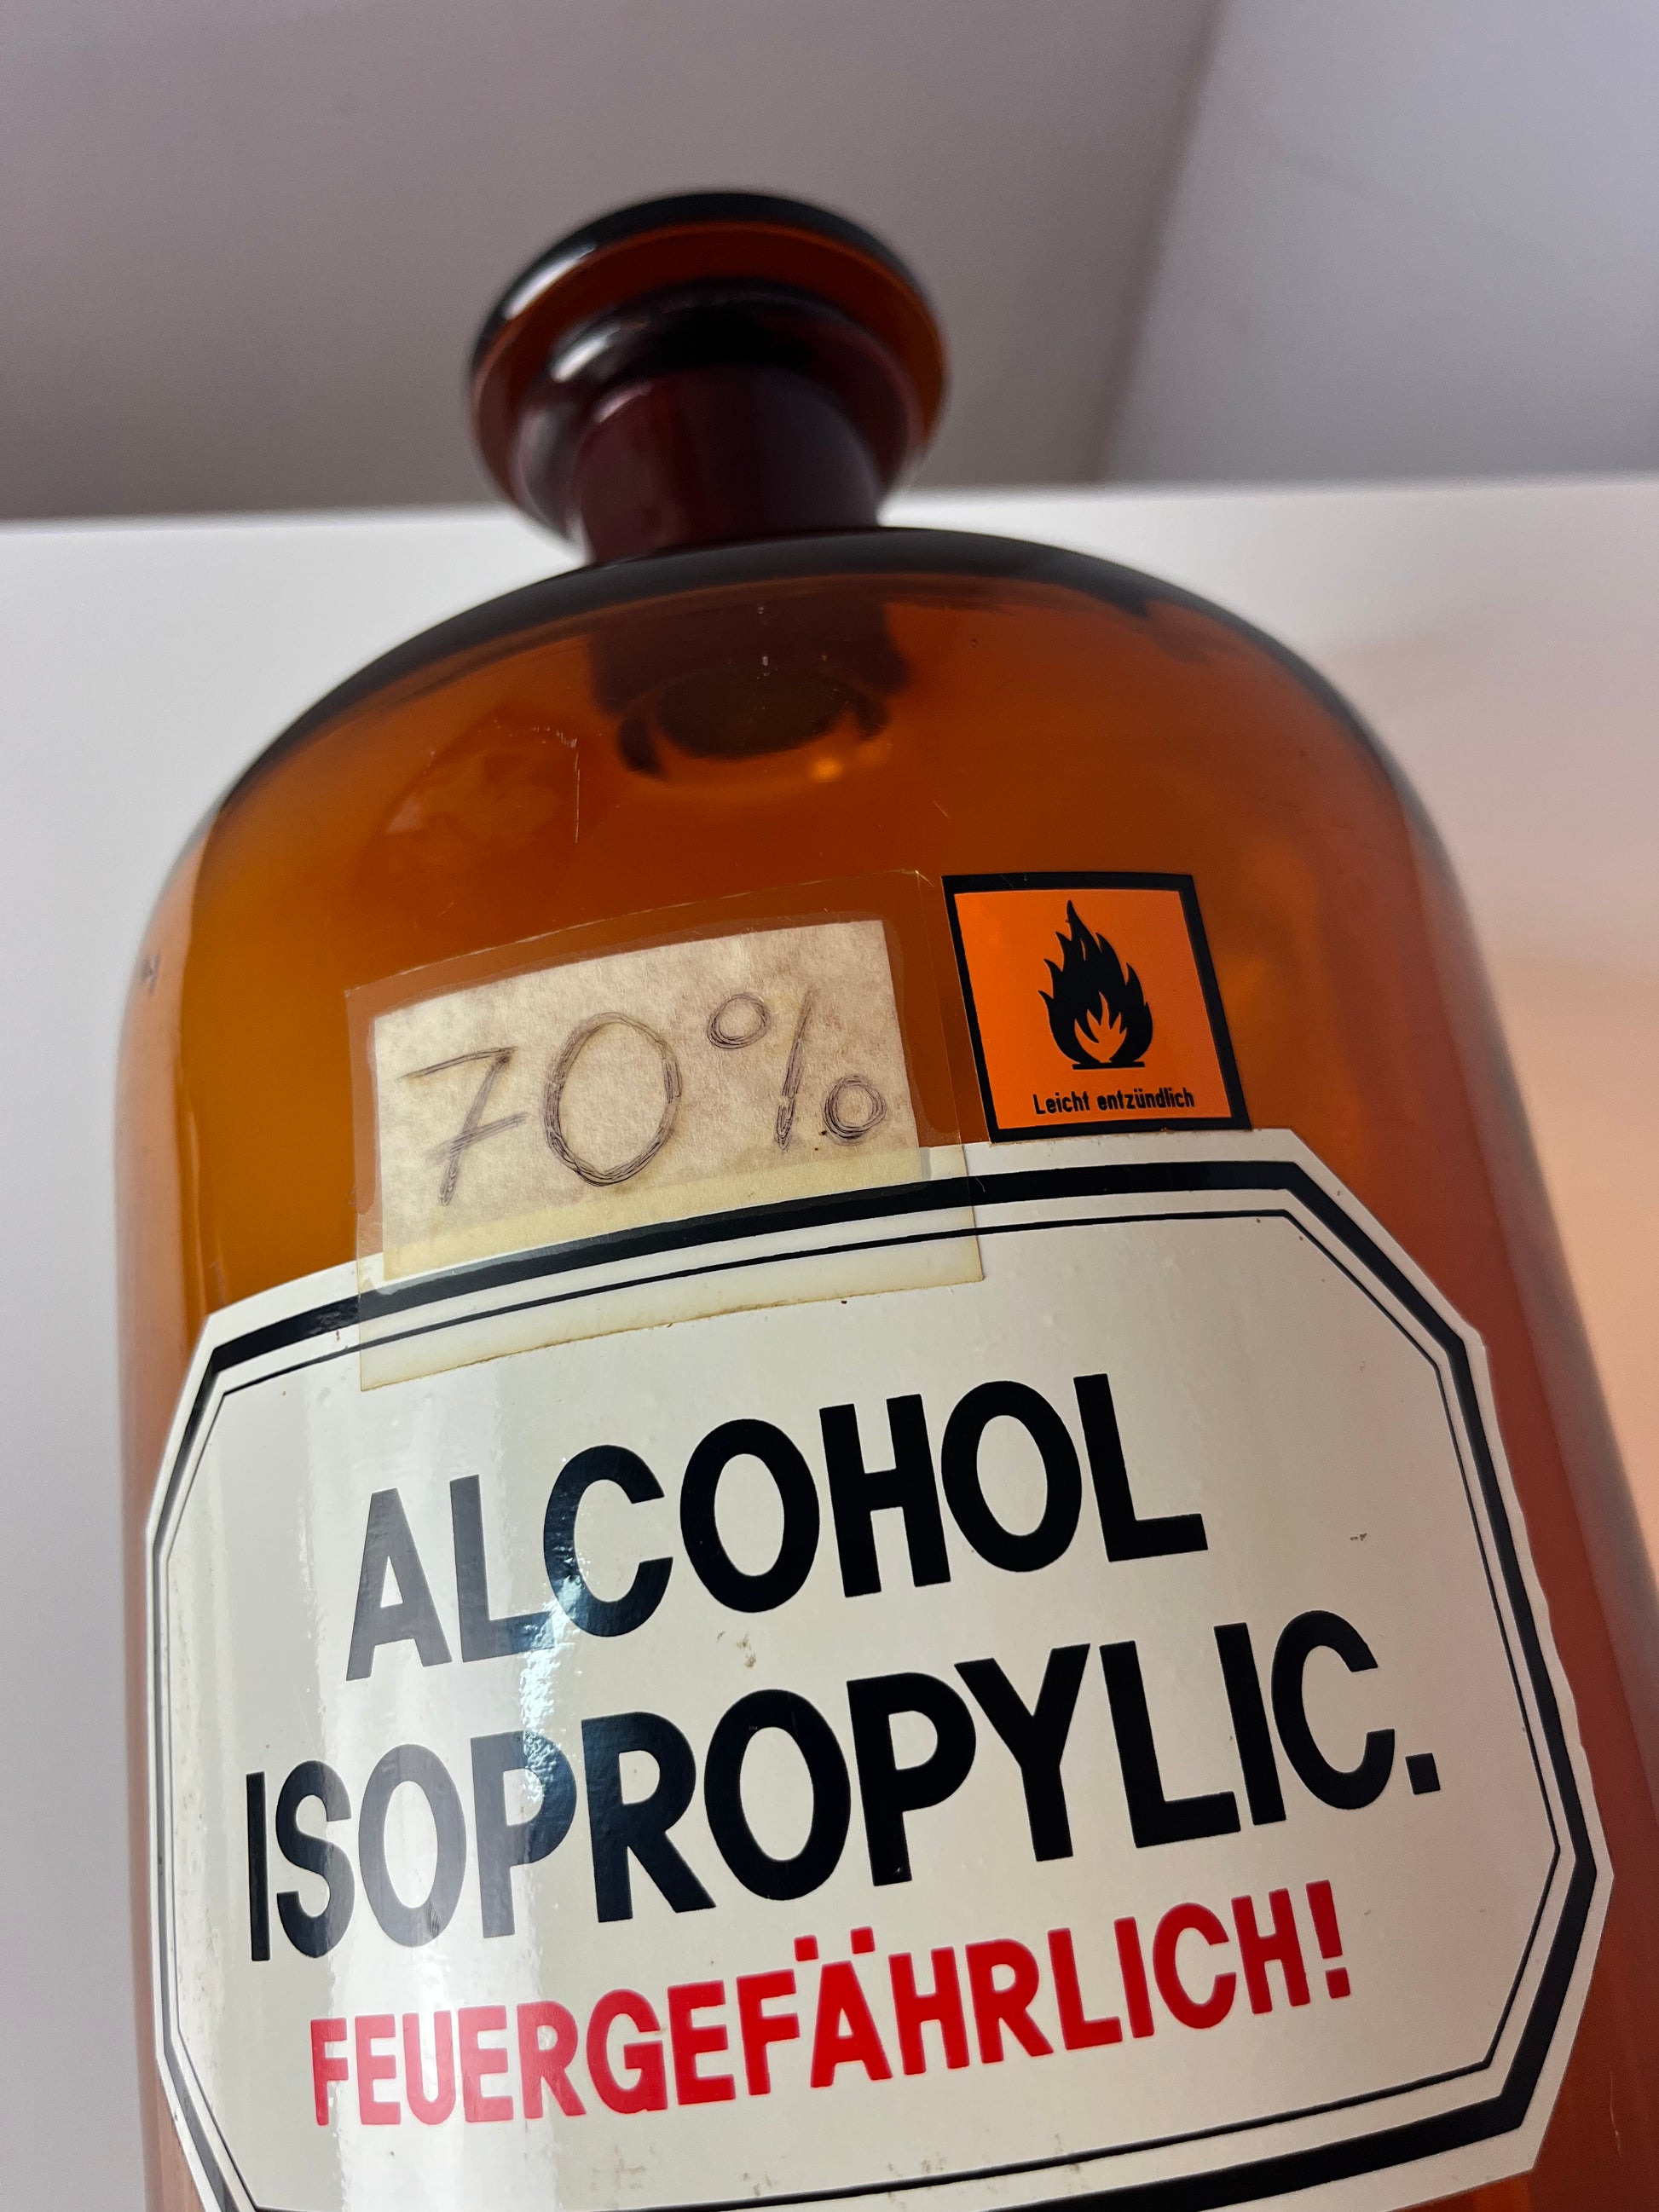 70%
Leicht entzündlich
ALCOHOL
ISOPROPYLIC.
FEUERGEFÄHRLICH!